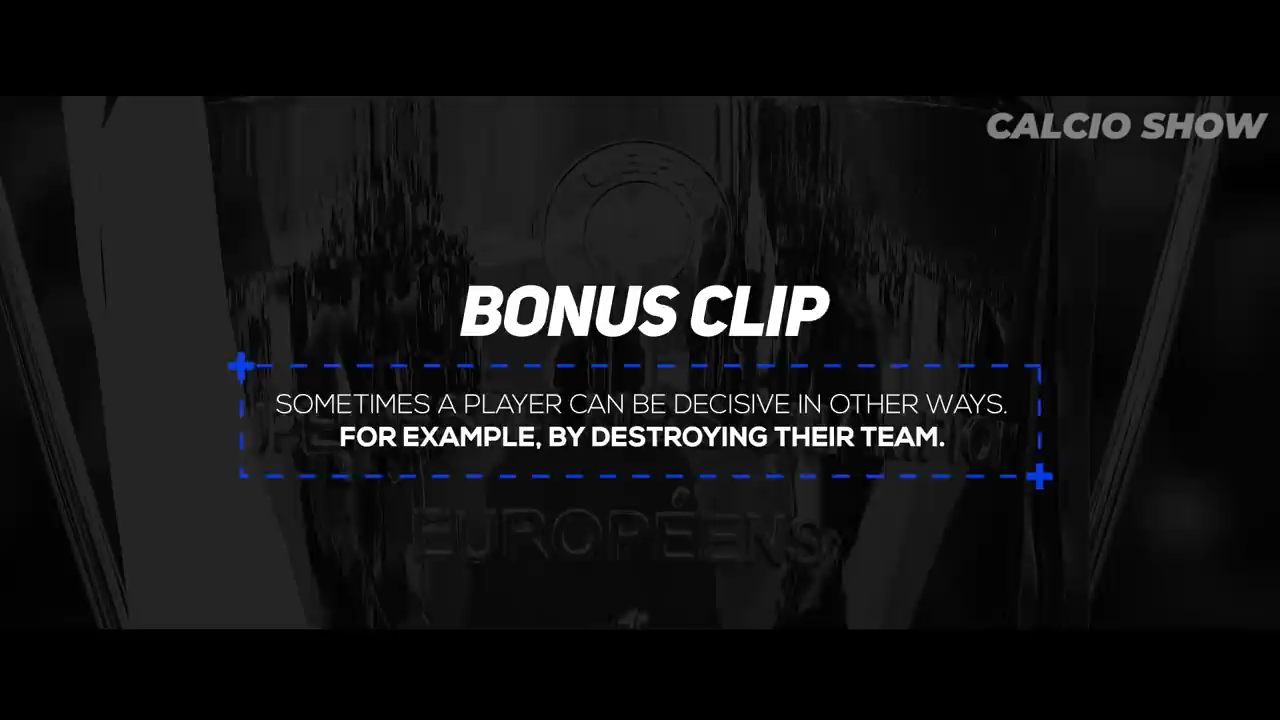 CALCIO SHOW
BONUS CLIP
SOMETIMES A PLAYER CAN BE DECISIVE IN OTHER WAYS.
FOR EXAMPLE, BY DESTROYING THEIR TEAM.
EUROPÉENS